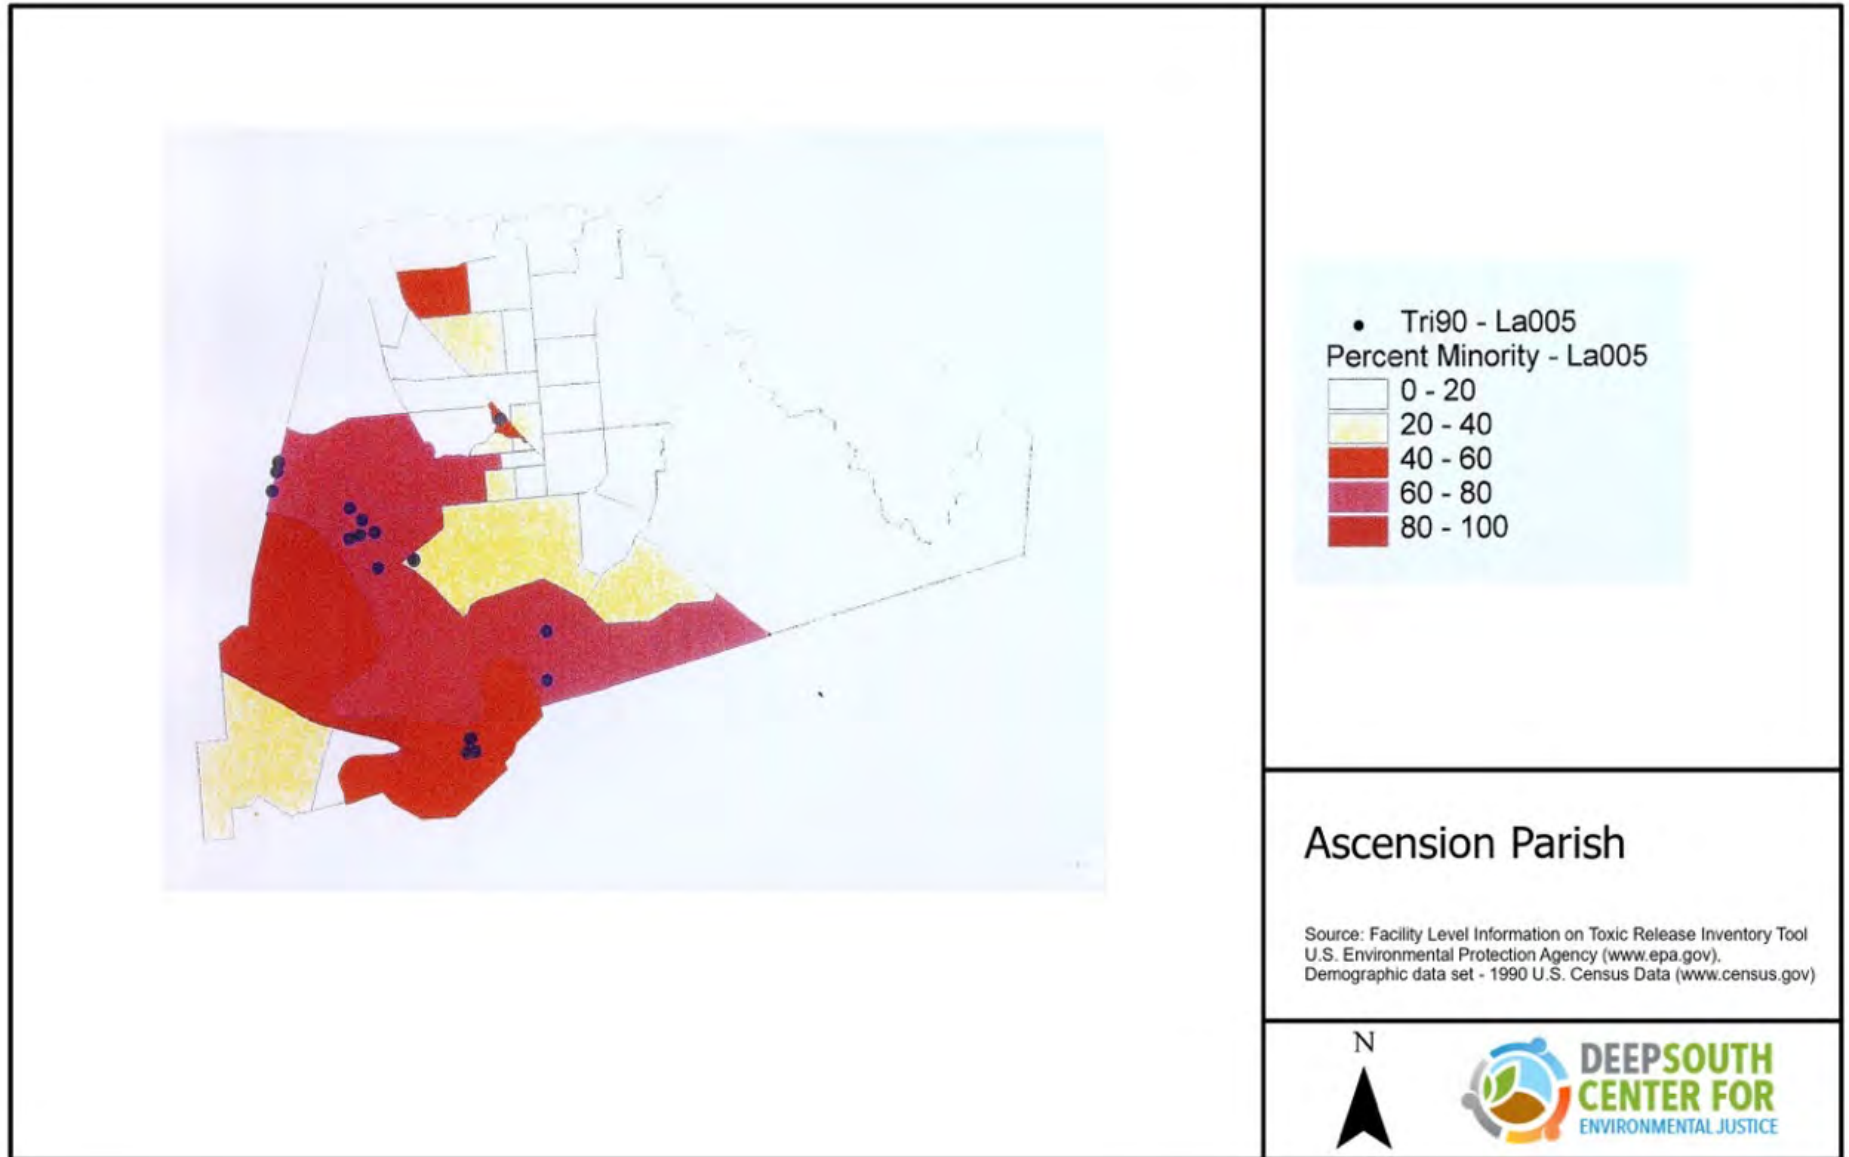 Tri90 - La005
Percent Minority - La005
0 - 20
20 - 40
40 - 60
60 - 80
80 - 100
Ascension Parish
Source: Facility Level Information on Toxic Release Inventory Tool
U.S. Environmental Protection Agency (www.epa.gov),
Demographic data set - 1990 U.S. Census Data (www.census.gov)
N
DEEPSOUTH
CENTER FOR
ENVIRONMENTAL JUSTICE